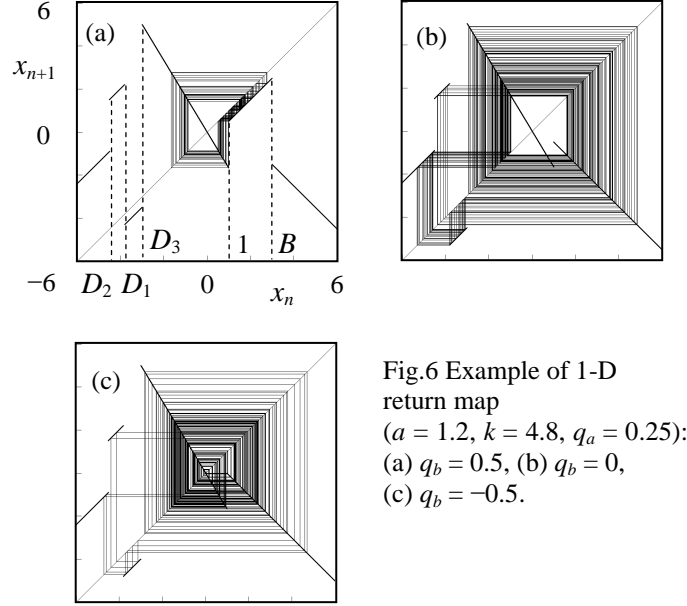 6
(a)
(b)
x_{n+1}
0
D_3
1
B
−6
D_2
D_1
0
6
x_n
(c)
Fig.6 Example of 1-D
return map
(a = 1.2, k = 4.8, q_a = 0.25):
(a) q_b = 0.5, (b) q_b = 0,
(c) q_b = −0.5.